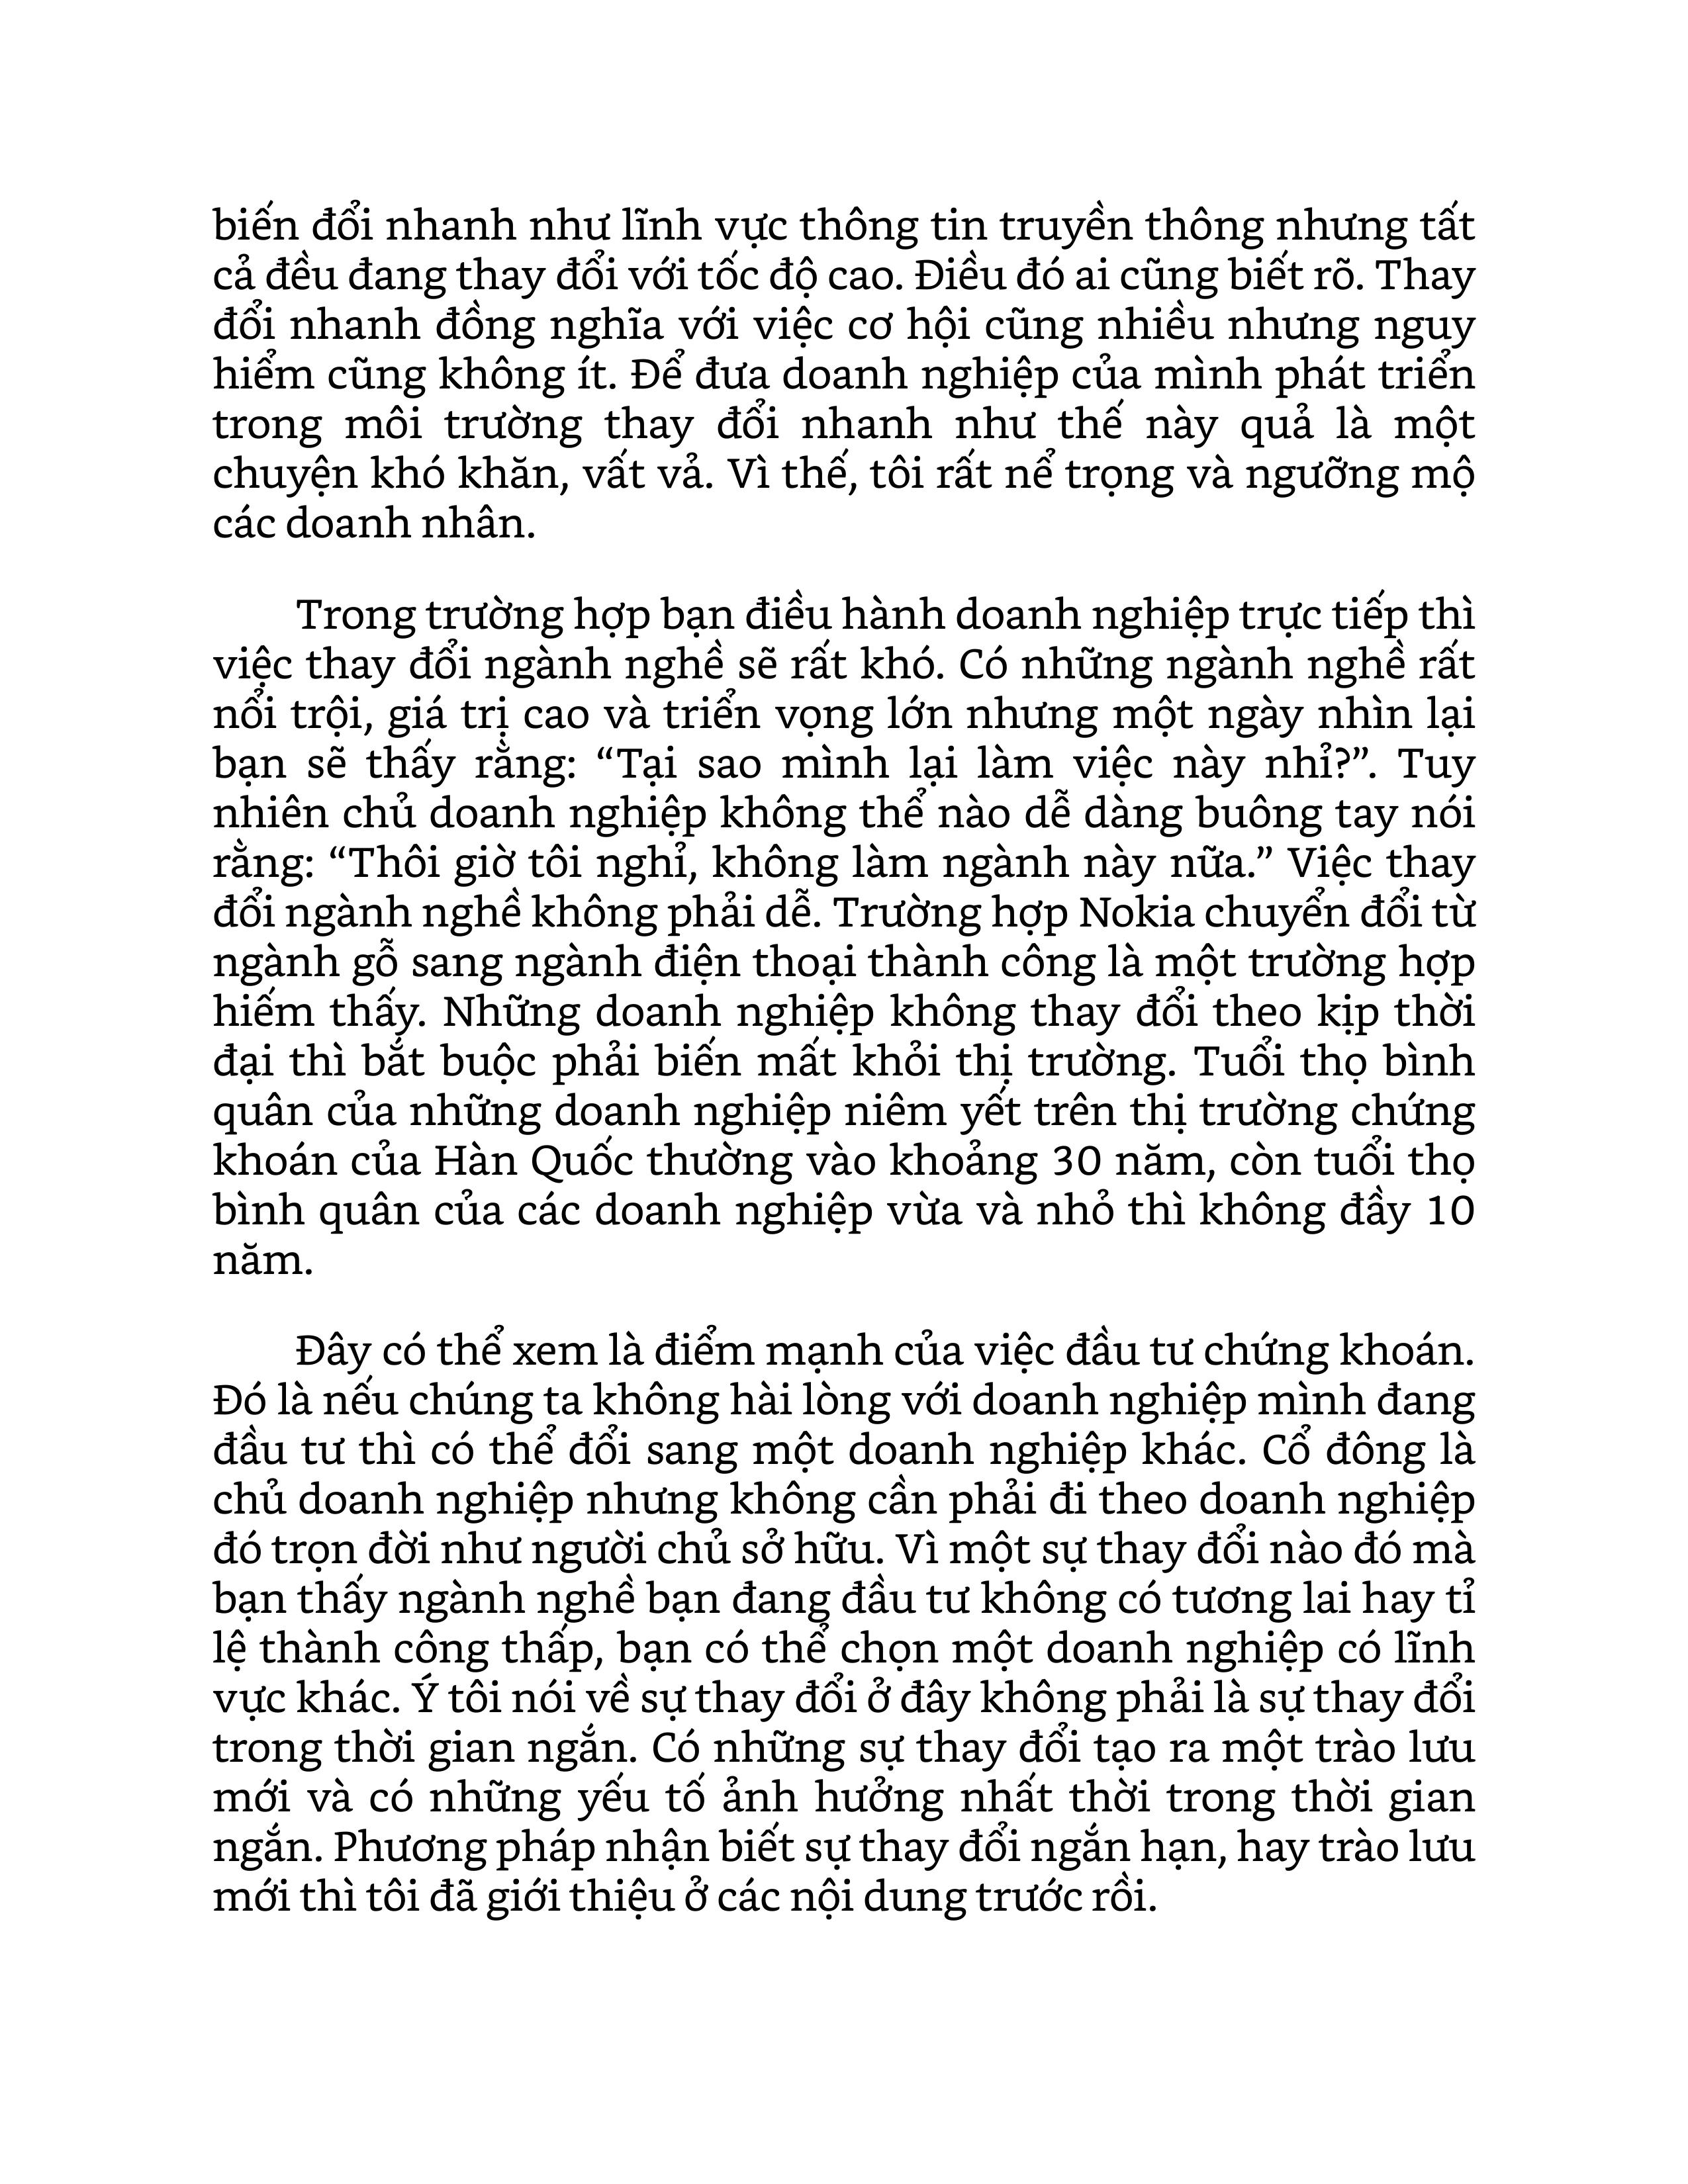 biến đổi nhanh như lĩnh vực thông tin truyền thông nhưng tất
cả đều đang thay đổi với tốc độ cao. Điều đó ai cũng biết rõ. Thay
đổi nhanh đồng nghĩa với việc cơ hội cũng nhiều nhưng nguy
hiểm cũng không ít. Để đưa doanh nghiệp của mình phát triển
trong môi trường thay đổi nhanh như thế này quả là một
chuyện khó khăn, vất vả. Vì thế, tôi rất nể trọng và ngưỡng mộ
các doanh nhân.
Trong trường hợp bạn điều hành doanh nghiệp trực tiếp thì
việc thay đổi ngành nghề sẽ rất khó. Có những ngành nghề rất
nổi trội, giá trị cao và triển vọng lớn nhưng một ngày nhìn lại
bạn sẽ thấy rằng: “Tại sao mình lại làm việc này nhỉ?”. Tuy
nhiên chủ doanh nghiệp không thể nào dễ dàng buông tay nói
rằng: “Thôi giờ tôi nghỉ, không làm ngành này nữa.” Việc thay
đổi ngành nghề không phải dễ. Trường hợp Nokia chuyển đổi từ
ngành gỗ sang ngành điện thoại thành công là một trường hợp
hiếm thấy. Những doanh nghiệp không thay đổi theo kịp thời
đại thì bắt buộc phải biến mất khỏi thị trường. Tuổi thọ bình
quân của những doanh nghiệp niêm yết trên thị trường chứng
khoán của Hàn Quốc thường vào khoảng 30 năm, còn tuổi thọ
bình quân của các doanh nghiệp vừa và nhỏ thì không đầy 10
năm.
Đây có thể xem là điểm mạnh của việc đầu tư chứng khoán.
Đó là nếu chúng ta không hài lòng với doanh nghiệp mình đang
đầu tư thì có thể đổi sang một doanh nghiệp khác. Cổ đông là
chủ doanh nghiệp nhưng không cần phải đi theo doanh nghiệp
đó trọn đời như người chủ sở hữu. Vì một sự thay đổi nào đó mà
bạn thấy ngành nghề bạn đang đầu tư không có tương lai hay tỉ
lệ thành công thấp, bạn có thể chọn một doanh nghiệp có lĩnh
vực khác. Ý tôi nói về sự thay đổi ở đây không phải là sự thay đổi
trong thời gian ngắn. Có những sự thay đổi tạo ra một trào lưu
mới và có những yếu tố ảnh hưởng nhất thời trong thời gian
ngắn. Phương pháp nhận biết sự thay đổi ngắn hạn, hay trào lưu
mới thì tôi đã giới thiệu ở các nội dung trước rồi.